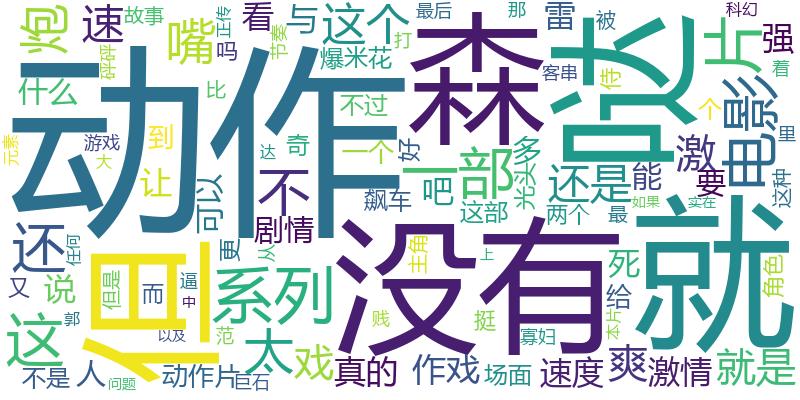 炮
速
故事
正传
嘴
看
吗
与
节奏
这个
最后
爆米花
打
森
那
雷
客串
被
侍
哒
片
科幻
强
着
什么
砰砰
动作
比
奇
不过
一个
好
激
个
电影
里
元素
游戏
大
到
让
达
可以
不
飙车
一部
吧
多
光头
还是
能
要
这种
还
任何
剧情
更
从
没有
主角
这部
两个
最
如果
实在
就
又
说
但是
但
而
逼
中
系列
上
死
角色
这
郭
以及
范
太
贱
挺
寡妇
给
本片
不是
人
问题
动作片
巨石
戏
真的
作戏
场面
速度
爽
激情
就是